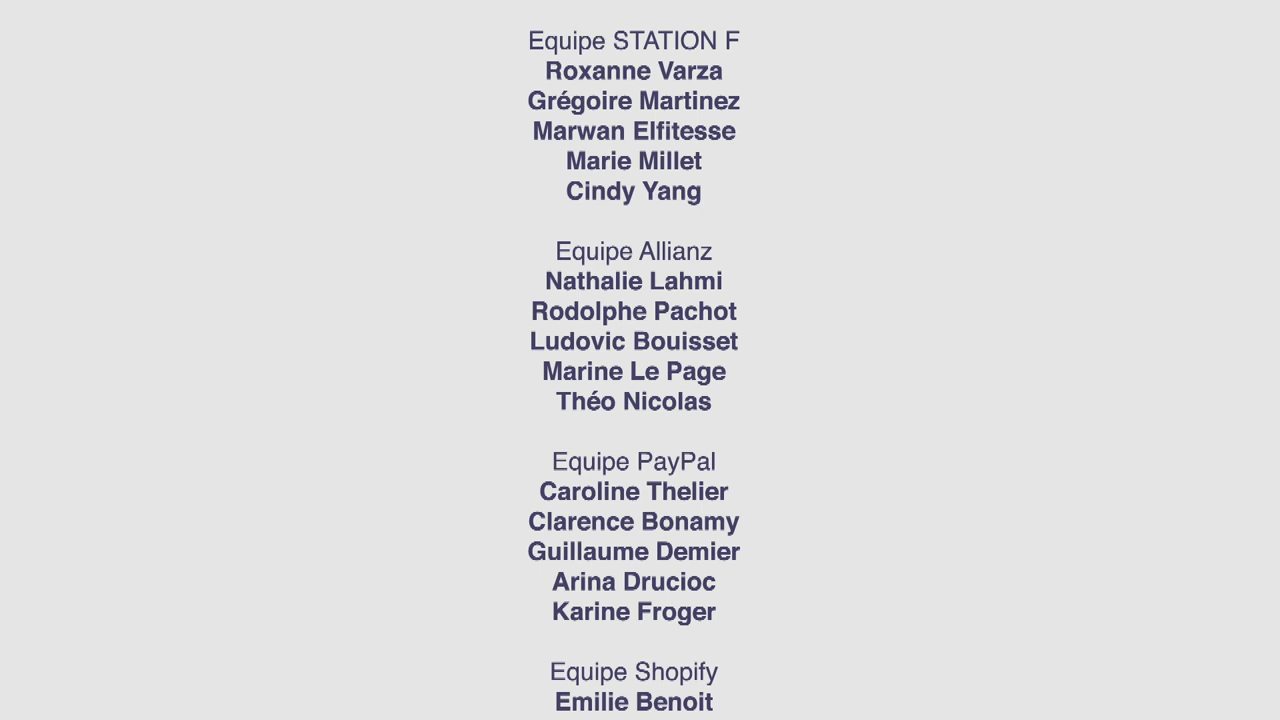 Equipe STATION F
Roxanne Varza
Grégoire Martinez
Marwan Elfitesse
Marie Millet
Cindy Yang
Equipe Allianz
Nathalie Lahmi
Rodolphe Pachot
Ludovic Bouisset
Marine Le Page
Théo Nicolas
Equipe PayPal
Caroline Thelier
Clarence Bonamy
Guillaume Demier
Arina Drucioc
Karine Froger
Equipe Shopify
Emilie Benoit